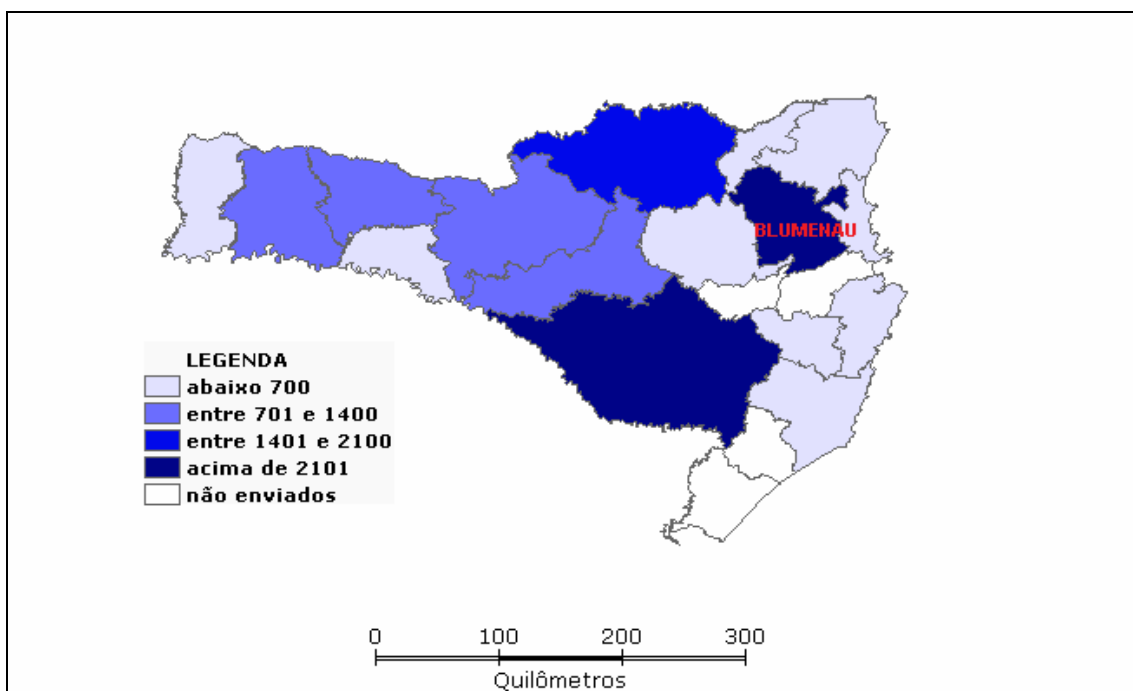 BLUMENAU
LEGENDA
abaixo 700
entre 701 e 1400
entre 1401 e 2100
acima de 2101
não enviados
0 100 200 300
Quilômetros